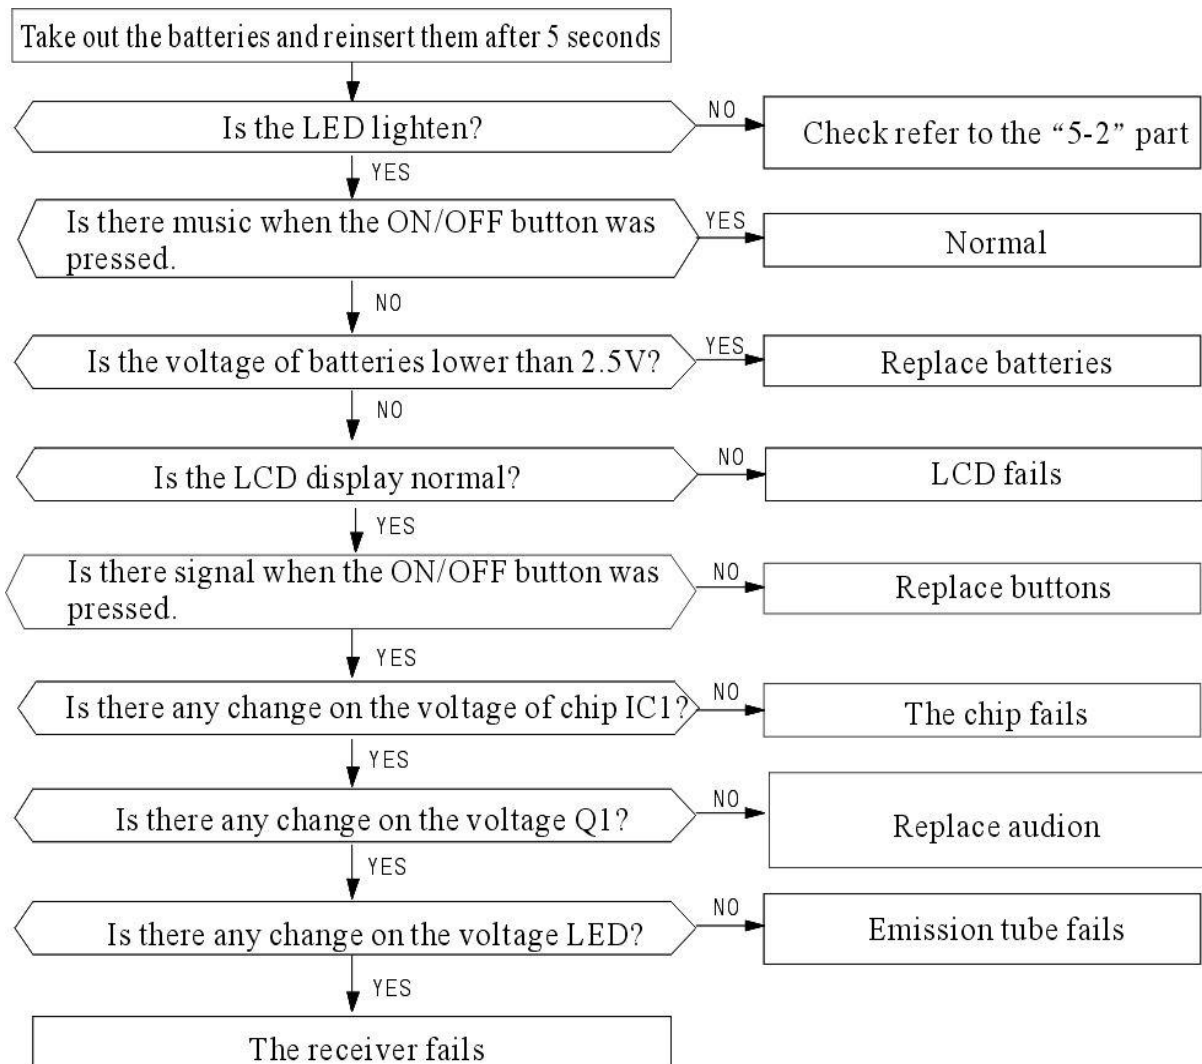 Take out the batteries and reinsert them after 5 seconds
Is the LED lighten?
NO
Check refer to the “5-2” part
YES
Is there music when the ON/OFF button was
pressed.
YES
Normal
NO
Is the voltage of batteries lower than 2.5V?
YES
Replace batteries
NO
Is the LCD display normal?
NO
LCD fails
YES
Is there signal when the ON/OFF button was
pressed.
NO
Replace buttons
YES
Is there any change on the voltage of chip IC1?
NO
The chip fails
YES
Is there any change on the voltage Q1?
NO
Replace audion
YES
Is there any change on the voltage LED?
NO
Emission tube fails
YES
The receiver fails